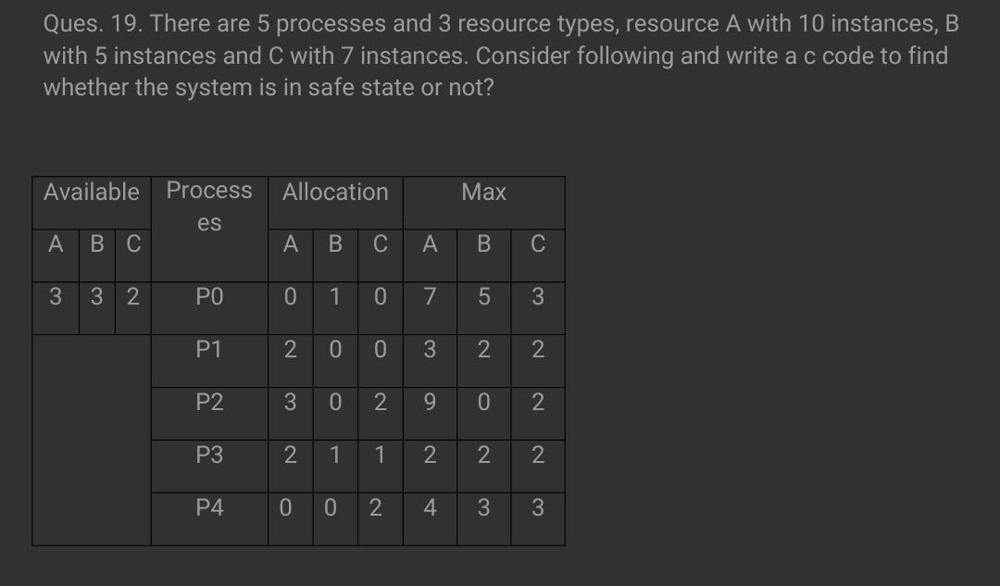 Ques. 19. There are 5 processes and 3 resource types, resource A with 10 instances, B
with 5 instances and C with 7 instances. Consider following and write a c code to find
whether the system is in safe state or not?
Available Process Allocation Max
es
A B C A B C A B C
3 3 2 P0 0 1 0 7 5 3
P1 2 0 0 3 2 2
P2 3 0 2 9 0 2
P3 2 1 1 2 2 2
P4 0 0 2 4 3 3